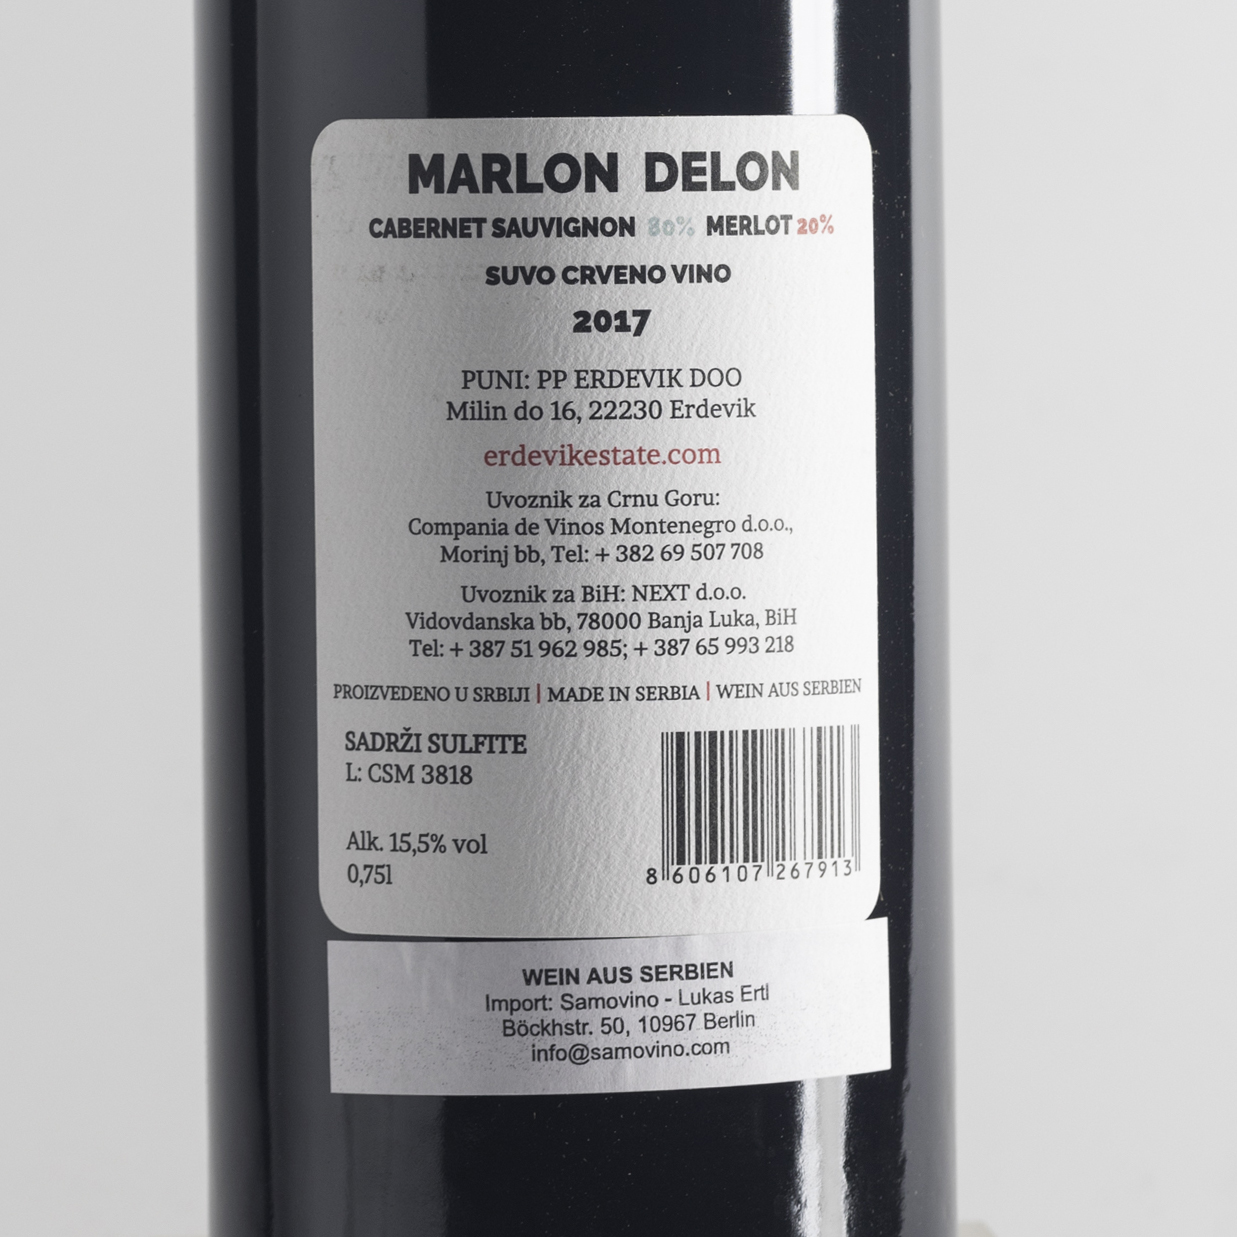 MARLON DELON
CABERNET SAUVIGNON 80% MERLOT 20%
SUVO CRVENO VINO
2017
PUNI: PP ERDEVIK DOO
Milin do 16, 22230 Erdevik
erdevikestate.com
Uvoznik za Crnu Goru:
Compania de Vinos Montenegro d.o.o.,
Morinj bb, Tel: + 382 69 507 708
Uvoznik za BiH: NEXT d.o.o.
Vidovdanska bb, 78000 Banja Luka, BiH
Tel: + 387 51 962 985; + 387 65 993 218
PROIZVEDENO U SRBIJI | MADE IN SERBIA | WEIN AUS SERBIEN
SADRŽI SULFITE
L: CSM 3818
Alk. 15,5% vol
0,75l
8 606107 267913
WEIN AUS SERBIEN
Import: Samovino - Lukas Ertl
Böckhstr. 50, 10967 Berlin
info@samovino.com